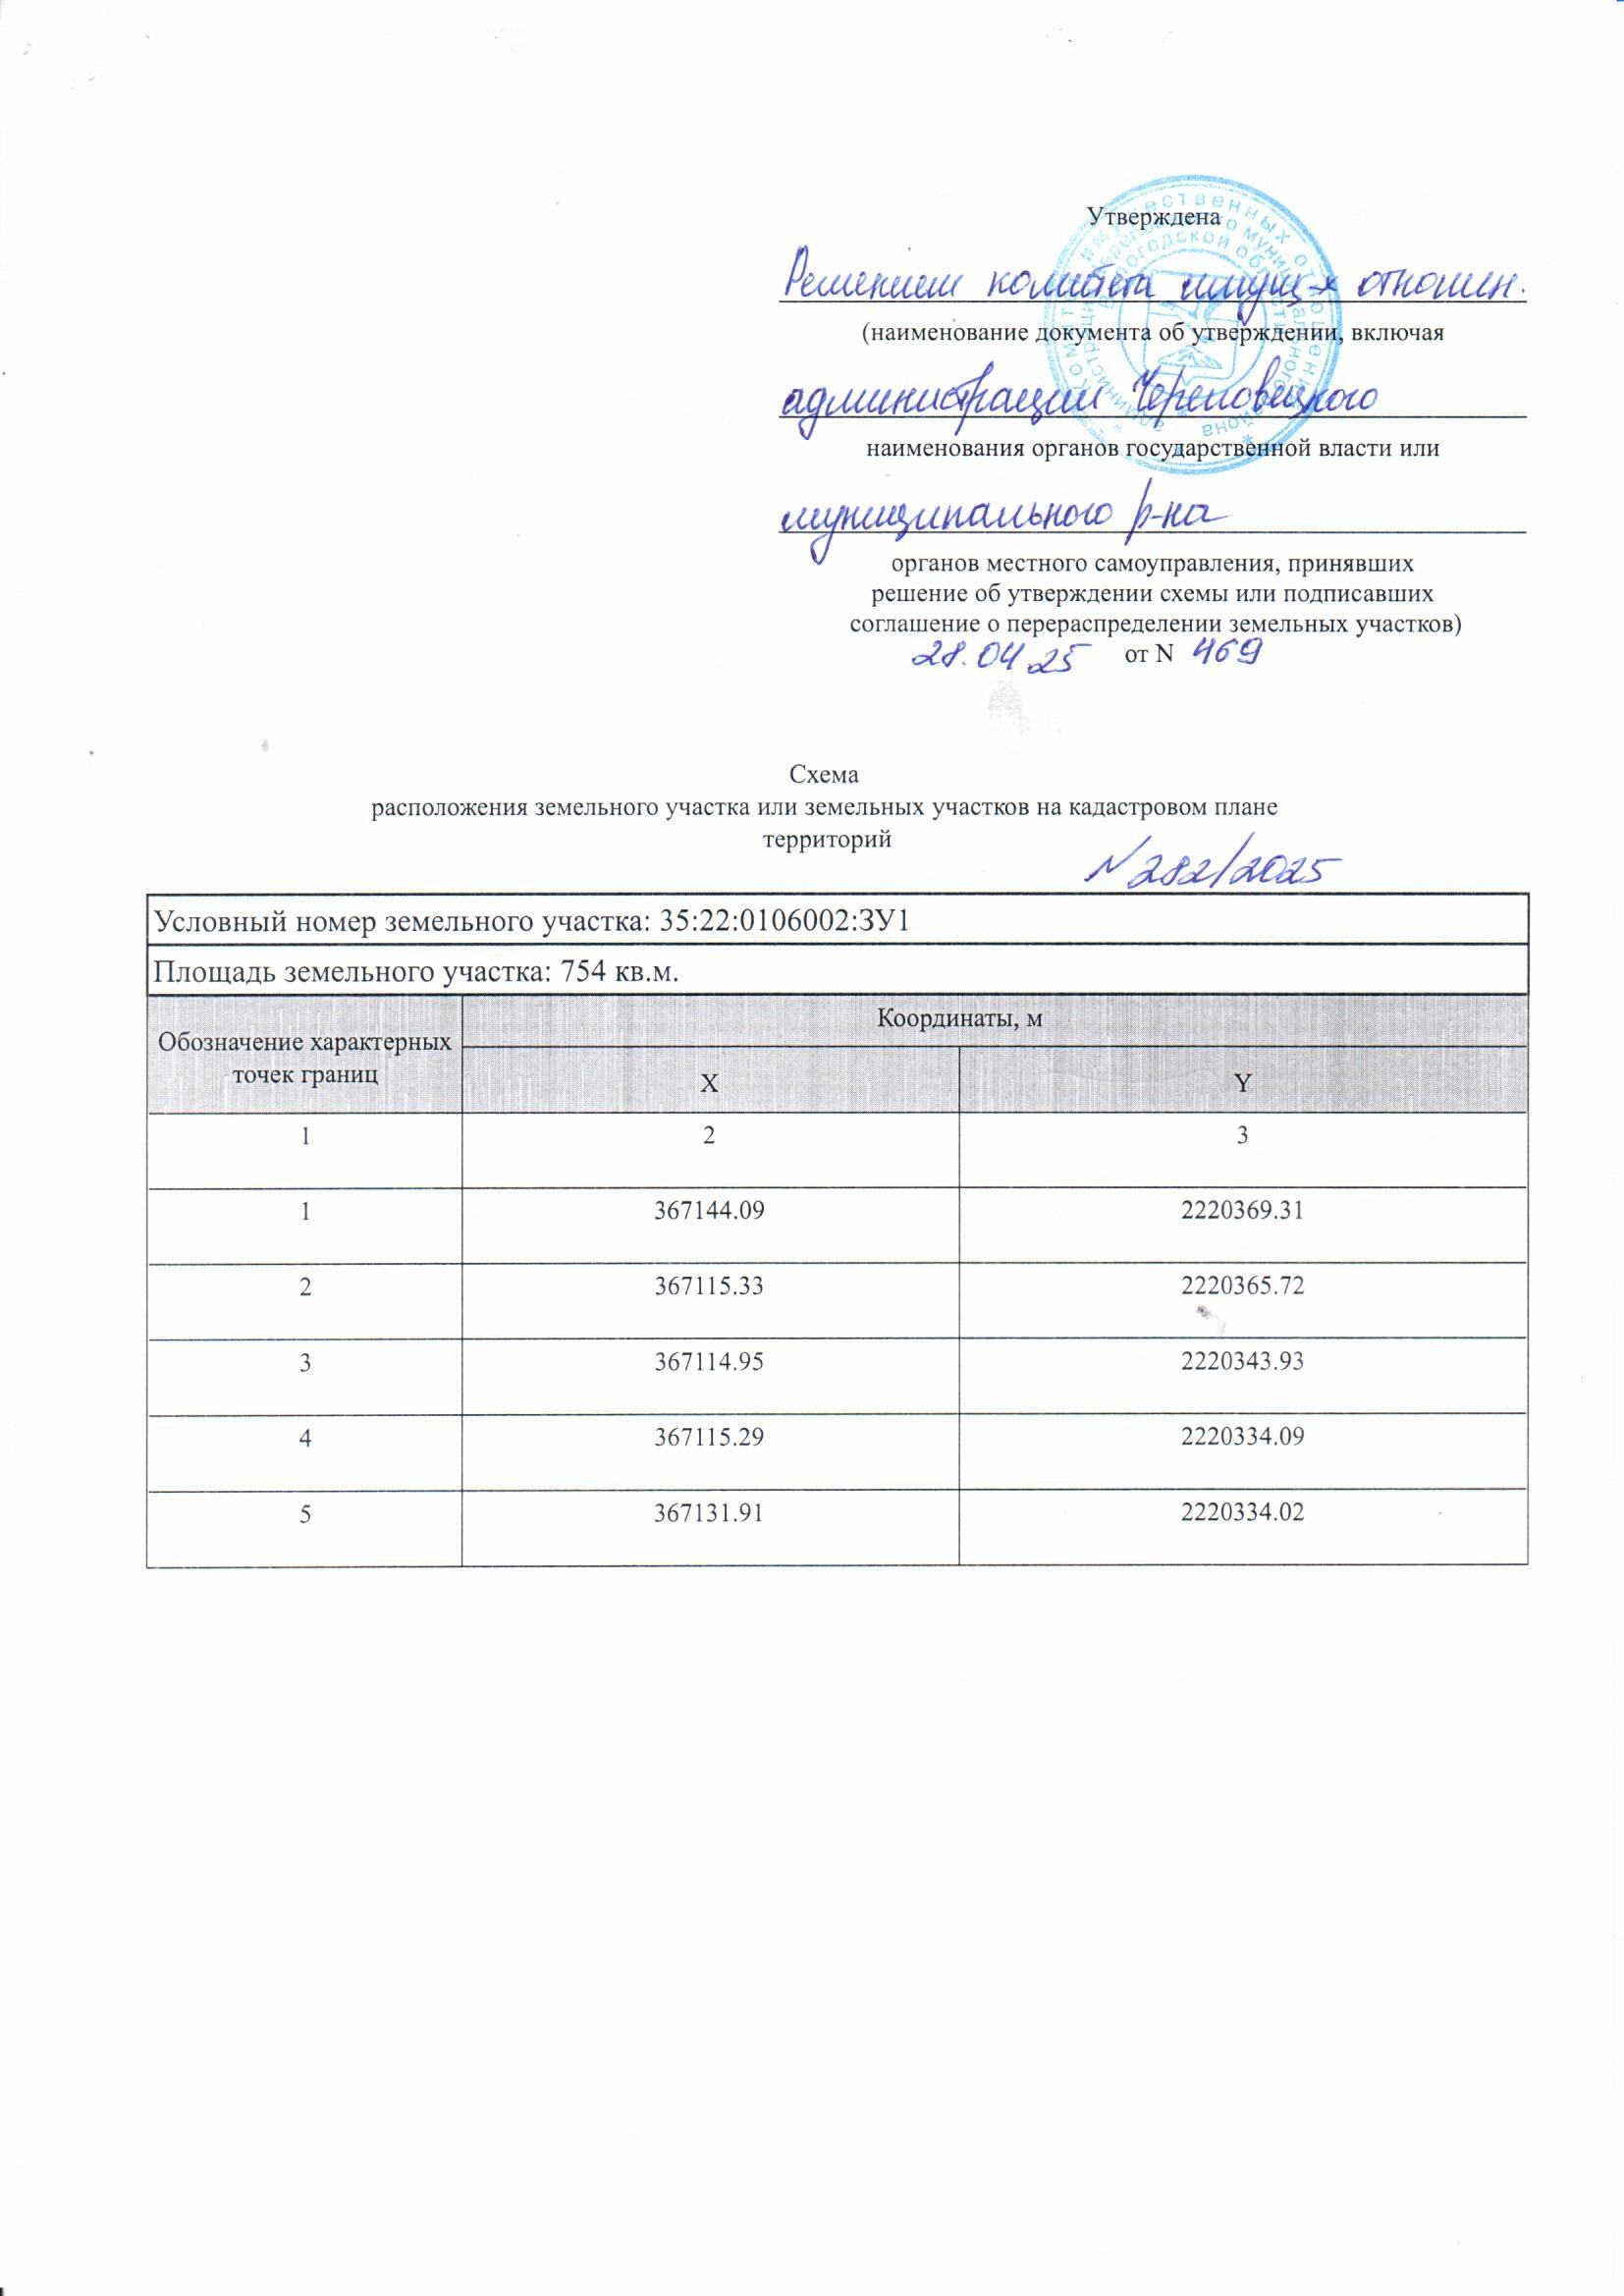 Утверждена
Решением комитета имущ-х отношен.
(наименование документа об утверждении, включая
администрации Череповецкого
наименования органов государственной власти или
муниципального р-на
органов местного самоуправления, принявших
решение об утверждении схемы или подписавших
соглашение о перераспределении земельных участков)
28.04.25 от N 469
Схема
расположения земельного участка или земельных участков на кадастровом плане
территорий
N 282/2025
Условный номер земельного участка: 35:22:0106002:ЗУ1
Площадь земельного участка: 754 кв.м.
Обозначение характерных точек границ Координаты, м
X Y
1 2 3
1 367144.09 2220369.31
2 367115.33 2220365.72
3 367114.95 2220343.93
4 367115.29 2220334.09
5 367131.91 2220334.02